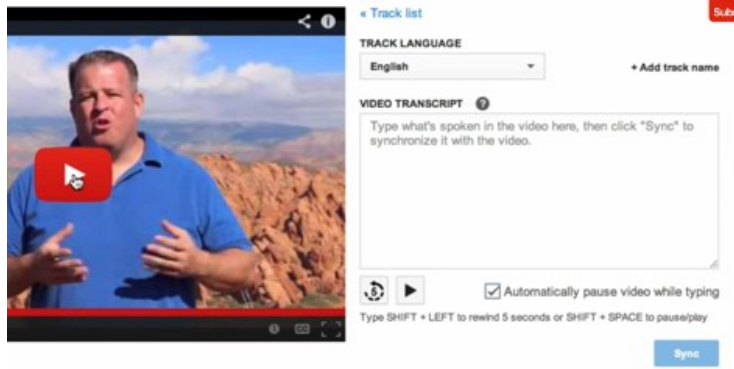 « Track list
Sub
TRACK LANGUAGE
English
+ Add track name
VIDEO TRANSCRIPT ?
Type what's spoken in the video here, then click "Sync" to
synchronize it with the video.
5
Automatically pause video while typing
Type SHIFT + LEFT to rewind 5 seconds or SHIFT + SPACE to pause/play
CC
Sync